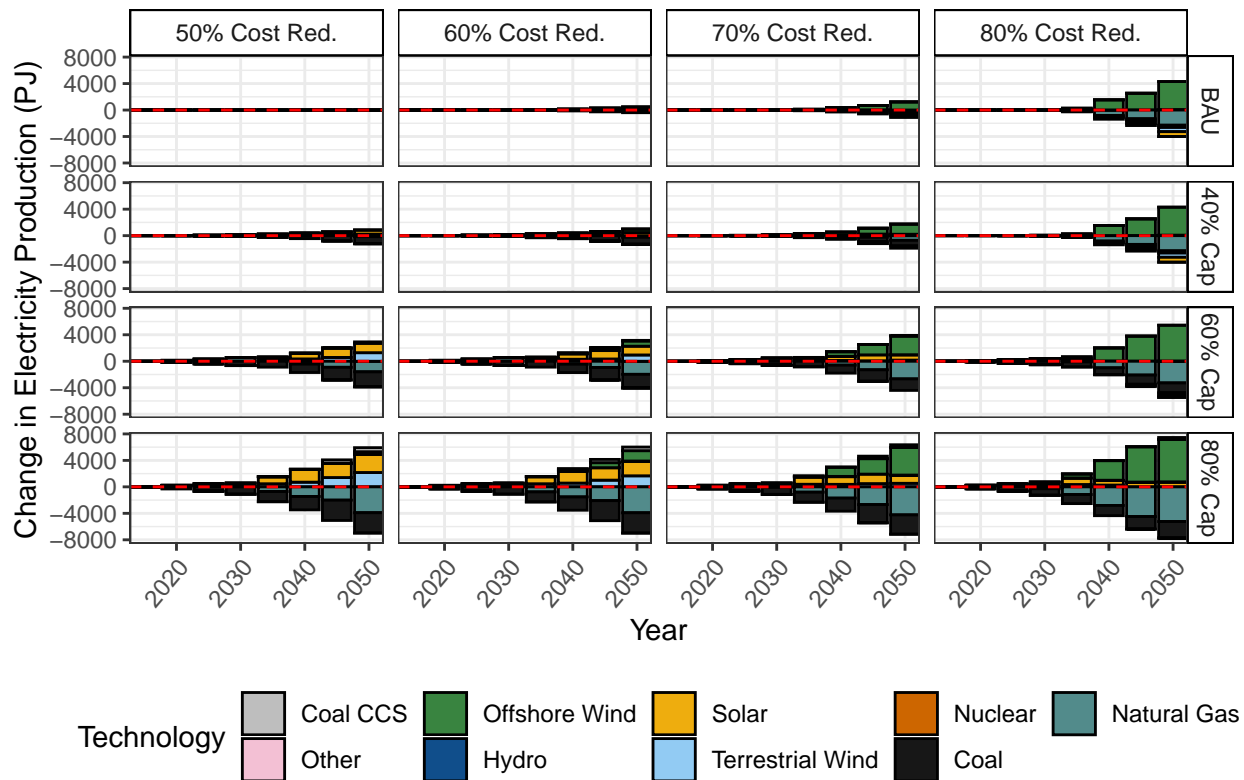 50% Cost Red. 60% Cost Red. 70% Cost Red. 80% Cost Red.
Change in Electricity Production (PJ)
8000
4000
0
−4000
−8000
BAU
8000
4000
0
−4000
−8000
40% Cap
8000
4000
0
−4000
−8000
60% Cap
8000
4000
0
−4000
−8000
80% Cap
2020 2030 2040 2050 2020 2030 2040 2050 2020 2030 2040 2050 2020 2030 2040 2050
Year
Technology
Coal CCS Offshore Wind Solar Nuclear Natural Gas
Other Hydro Terrestrial Wind Coal